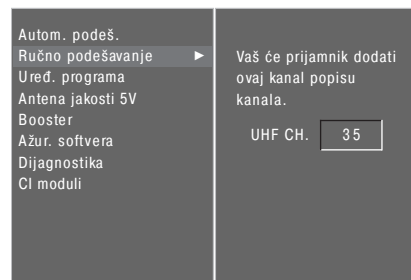 Autom. podeš.
Ručno podešavanje ►
Uređ. programa
Antena jakosti 5V
Booster
Ažur. softvera
Dijagnostika
CI moduli
Vaš će prijamnik dodati
ovaj kanal popisu
kanala.
UHF CH. 35